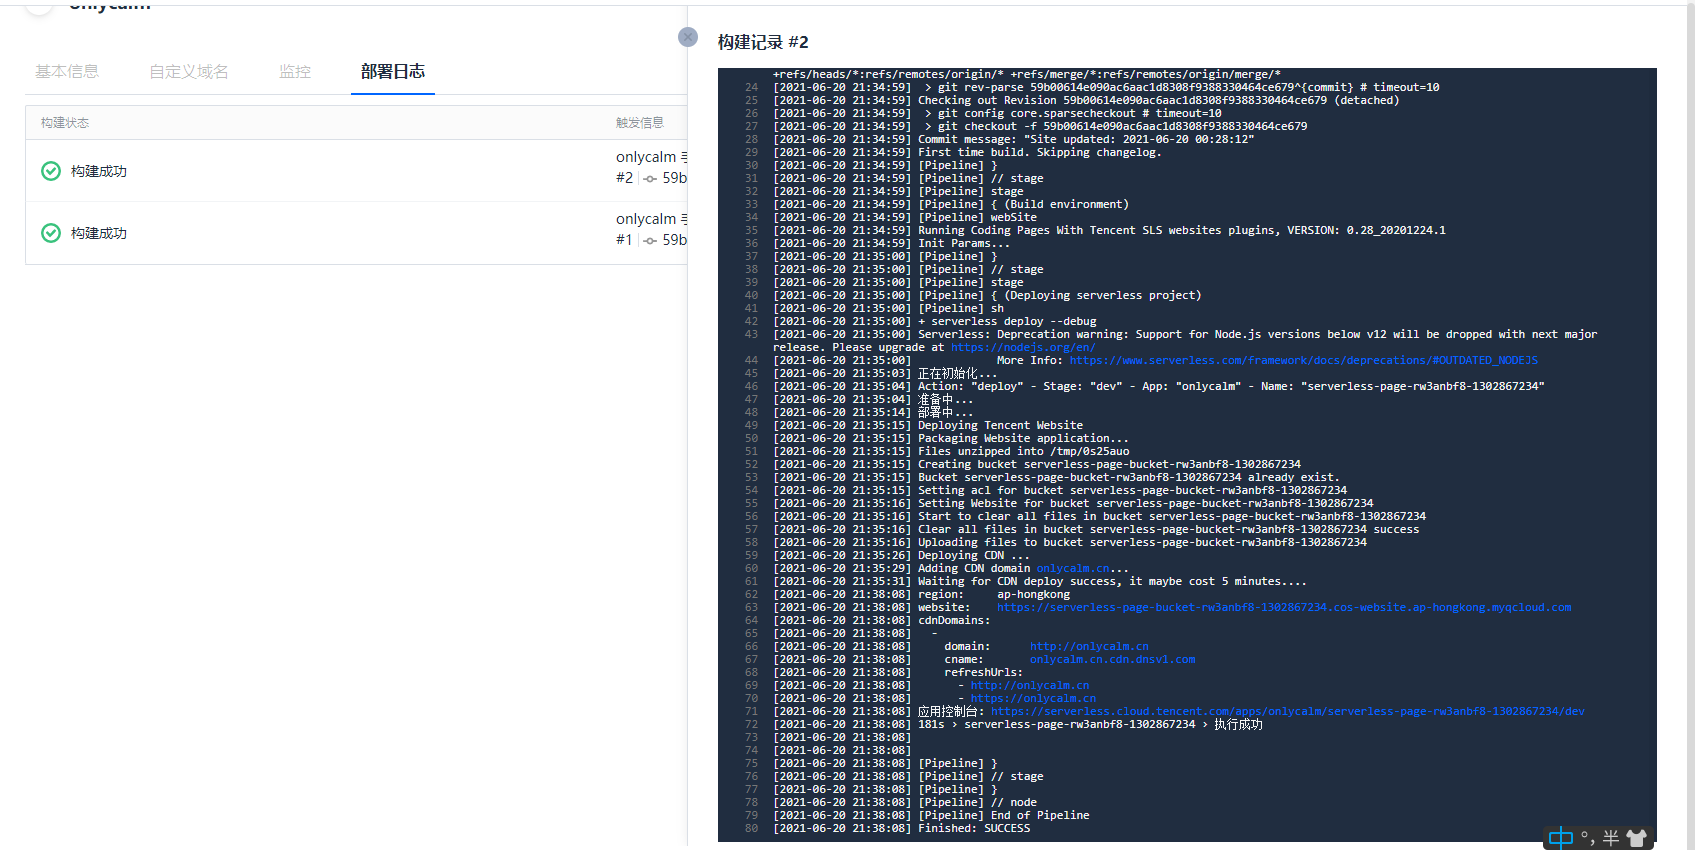 onlycalm
基本信息
自定义域名
监控
部署日志
构建状态
触发信息
构建成功
onlycalm 手
#2 59b
构建成功
onlycalm 手
#1 59b
构建记录 #2
+refs/heads/*:refs/remotes/origin/* +refs/merge/*:refs/remotes/origin/merge/*
24 [2021-06-20 21:34:59]  > git rev-parse 59b00614e090ac6aac1d8308f9388330464ce679^{commit} # timeout=10
25 [2021-06-20 21:34:59] Checking out Revision 59b00614e090ac6aac1d8308f9388330464ce679 (detached)
26 [2021-06-20 21:34:59]  > git config core.sparsecheckout # timeout=10
27 [2021-06-20 21:34:59]  > git checkout -f 59b00614e090ac6aac1d8308f9388330464ce679
28 [2021-06-20 21:34:59] Commit message: "Site updated: 2021-06-20 00:28:12"
29 [2021-06-20 21:34:59] First time build. Skipping changelog.
30 [2021-06-20 21:34:59] [Pipeline] }
31 [2021-06-20 21:34:59] [Pipeline] // stage
32 [2021-06-20 21:34:59] [Pipeline] stage
33 [2021-06-20 21:34:59] [Pipeline] { (Build environment)
34 [2021-06-20 21:34:59] [Pipeline] webSite
35 [2021-06-20 21:34:59] Running Coding Pages With Tencent SLS websites plugins, VERSION: 0.28_20201224.1
36 [2021-06-20 21:34:59] Init Params...
37 [2021-06-20 21:35:00] [Pipeline] }
38 [2021-06-20 21:35:00] [Pipeline] // stage
39 [2021-06-20 21:35:00] [Pipeline] stage
40 [2021-06-20 21:35:00] [Pipeline] { (Deploying serverless project)
41 [2021-06-20 21:35:00] [Pipeline] sh
42 [2021-06-20 21:35:00] + serverless deploy --debug
43 [2021-06-20 21:35:00] Serverless: Deprecation warning: Support for Node.js versions below v12 will be dropped with next major
release. Please upgrade at https://nodejs.org/en/
44 [2021-06-20 21:35:00]             More Info: https://www.serverless.com/framework/docs/deprecations/#OUTDATED_NODEJS
45 [2021-06-20 21:35:03] 正在初始化...
46 [2021-06-20 21:35:04] Action: "deploy" - Stage: "dev" - App: "onlycalm" - Name: "serverless-page-rw3anbf8-1302867234"
47 [2021-06-20 21:35:04] 准备中...
48 [2021-06-20 21:35:14] 部署中...
49 [2021-06-20 21:35:15] Deploying Tencent Website
50 [2021-06-20 21:35:15] Packaging Website application...
51 [2021-06-20 21:35:15] Files unzipped into /tmp/0s25auo
52 [2021-06-20 21:35:15] Creating bucket serverless-page-bucket-rw3anbf8-1302867234
53 [2021-06-20 21:35:15] Bucket serverless-page-bucket-rw3anbf8-1302867234 already exist.
54 [2021-06-20 21:35:15] Setting acl for bucket serverless-page-bucket-rw3anbf8-1302867234
55 [2021-06-20 21:35:16] Setting Website for bucket serverless-page-bucket-rw3anbf8-1302867234
56 [2021-06-20 21:35:16] Start to clear all files in bucket serverless-page-bucket-rw3anbf8-1302867234
57 [2021-06-20 21:35:16] Clear all files in bucket serverless-page-bucket-rw3anbf8-1302867234 success
58 [2021-06-20 21:35:16] Uploading files to bucket serverless-page-bucket-rw3anbf8-1302867234
59 [2021-06-20 21:35:26] Deploying CDN ...
60 [2021-06-20 21:35:29] Adding CDN domain onlycalm.cn...
61 [2021-06-20 21:35:31] Waiting for CDN deploy success, it maybe cost 5 minutes....
62 [2021-06-20 21:38:08] region:     ap-hongkong
63 [2021-06-20 21:38:08] website:    https://serverless-page-bucket-rw3anbf8-1302867234.cos-website.ap-hongkong.myqcloud.com
64 [2021-06-20 21:38:08] cdnDomains:
65 [2021-06-20 21:38:08]   -
66 [2021-06-20 21:38:08]     domain:      http://onlycalm.cn
67 [2021-06-20 21:38:08]     cname:       onlycalm.cn.cdn.dnsv1.com
68 [2021-06-20 21:38:08]     refreshUrls:
69 [2021-06-20 21:38:08]       - http://onlycalm.cn
70 [2021-06-20 21:38:08]       - https://onlycalm.cn
71 [2021-06-20 21:38:08] 应用控制台: https://serverless.cloud.tencent.com/apps/onlycalm/serverless-page-rw3anbf8-1302867234/dev
72 [2021-06-20 21:38:08] 181s › serverless-page-rw3anbf8-1302867234 › 执行成功
73 [2021-06-20 21:38:08]
74 [2021-06-20 21:38:08]
75 [2021-06-20 21:38:08] [Pipeline] }
76 [2021-06-20 21:38:08] [Pipeline] // stage
77 [2021-06-20 21:38:08] [Pipeline] }
78 [2021-06-20 21:38:08] [Pipeline] // node
79 [2021-06-20 21:38:08] [Pipeline] End of Pipeline
80 [2021-06-20 21:38:08] Finished: SUCCESS
中 °, 半